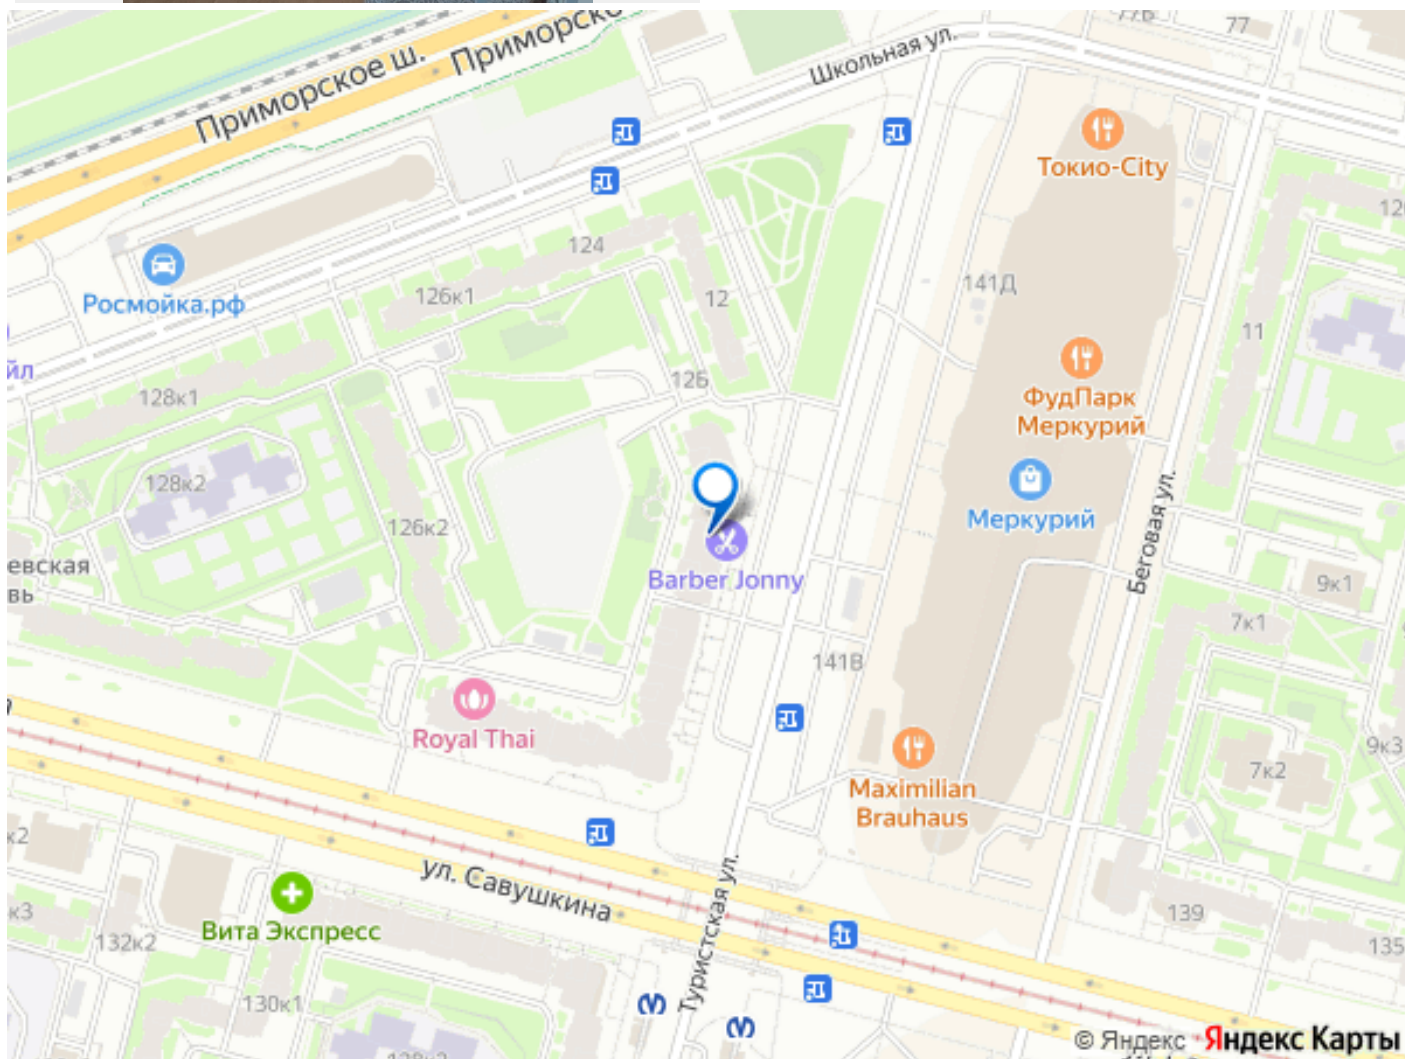 77Б
77
Школьная ул.
Приморское ш.
Приморско
Токио-City
124
126к1
12
141Д
Росмойка.рф
11
йл
12Б
128к1
ФудПарк
Меркурий
128к2
126к2
Меркурий
Беговая ул.
евская
вь
Barber Jonny
9к1
7к1
141В
Royal Thai
9к3
7к2
Maximilian
Brauhaus
к2
ул. Савушкина
Туристская ул.
к3
Вита Экспресс
132к2
139
135
130к1
© Яндекс Яндекс Карты